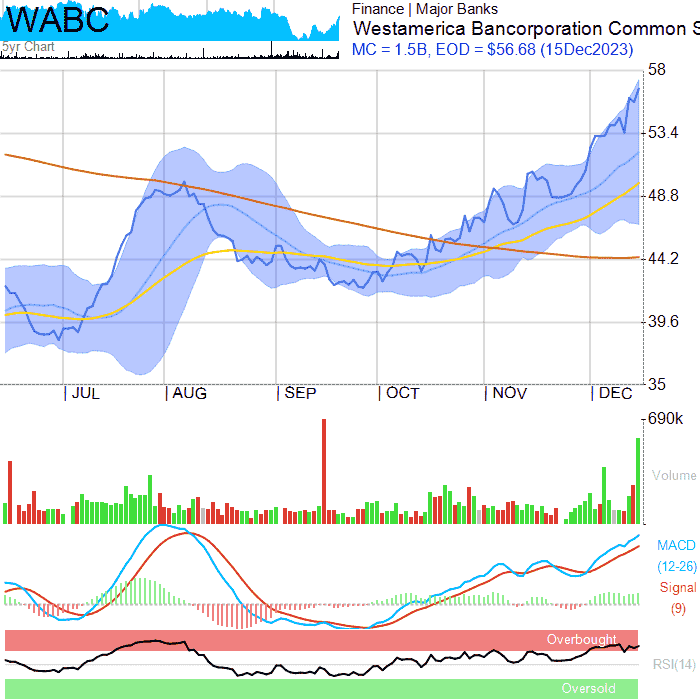 WABC
5yr Chart
Finance | Major Banks
Westamerica Bancorporation Common S
MC = 1.5B, EOD = $56.68 (15Dec2023)
58
53.4
48.8
44.2
39.6
35
JUL AUG SEP OCT NOV DEC
690k
Volume
MACD
(12-26)
Signal
(9)
Overbought
RSI(14)
Oversold